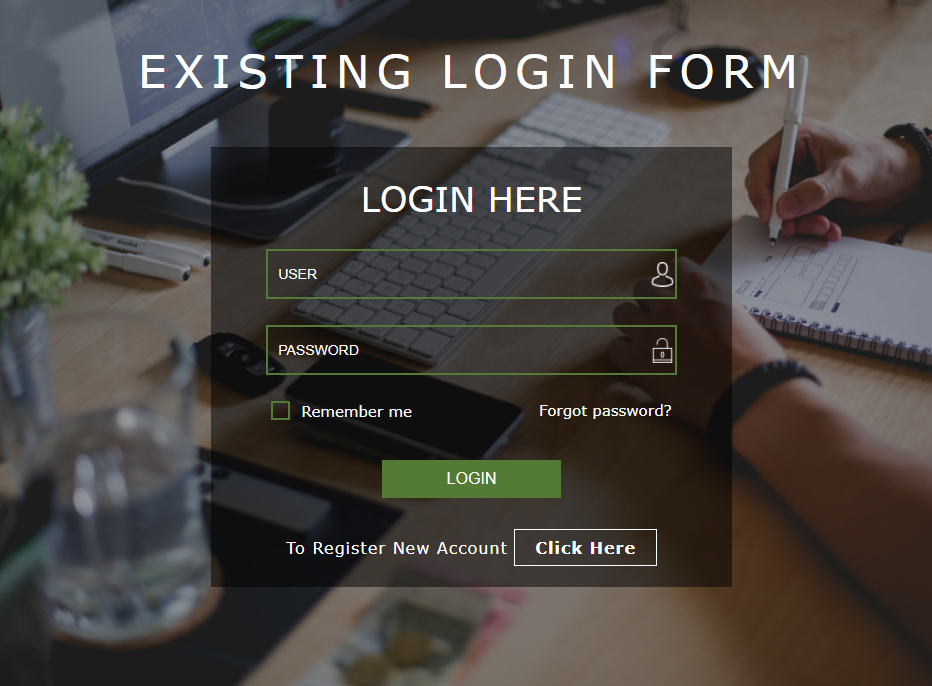 EXISTING LOGIN FORM
LOGIN HERE
USER
PASSWORD
Remember me
Forgot password?
LOGIN
To Register New Account
Click Here